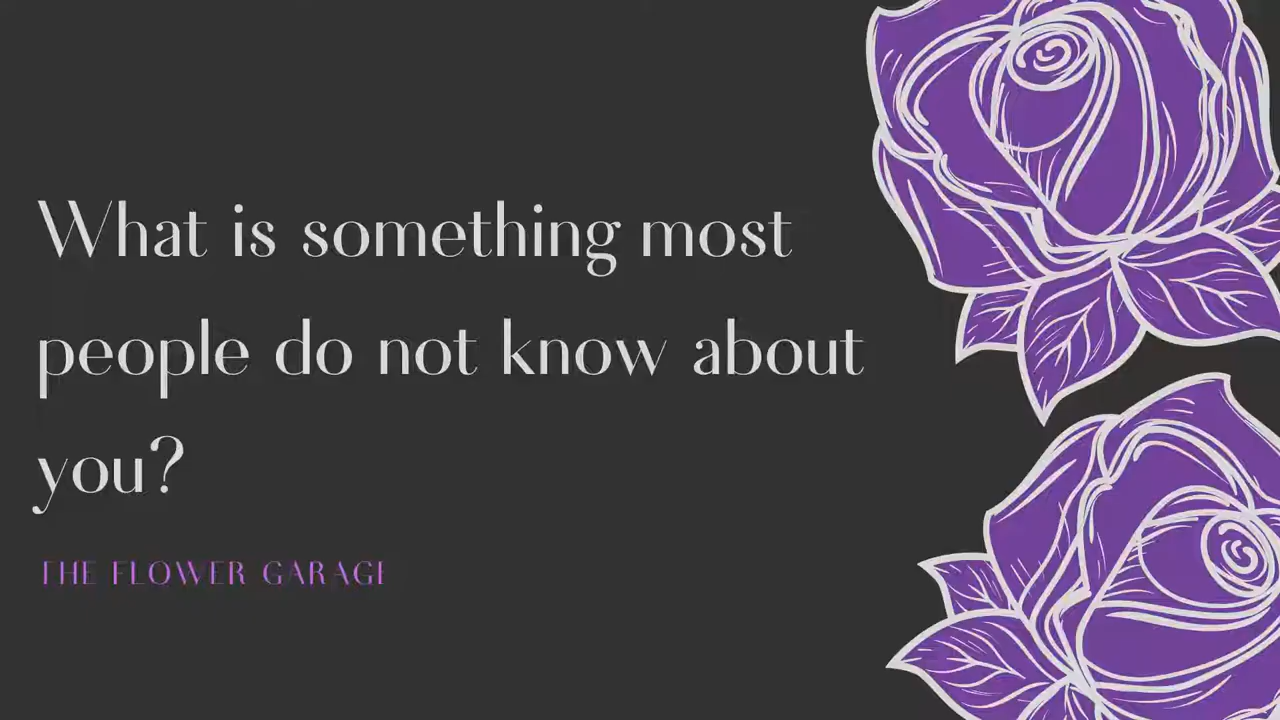 What is something most
people do not know about
you?
THE FLOWER GARAGE